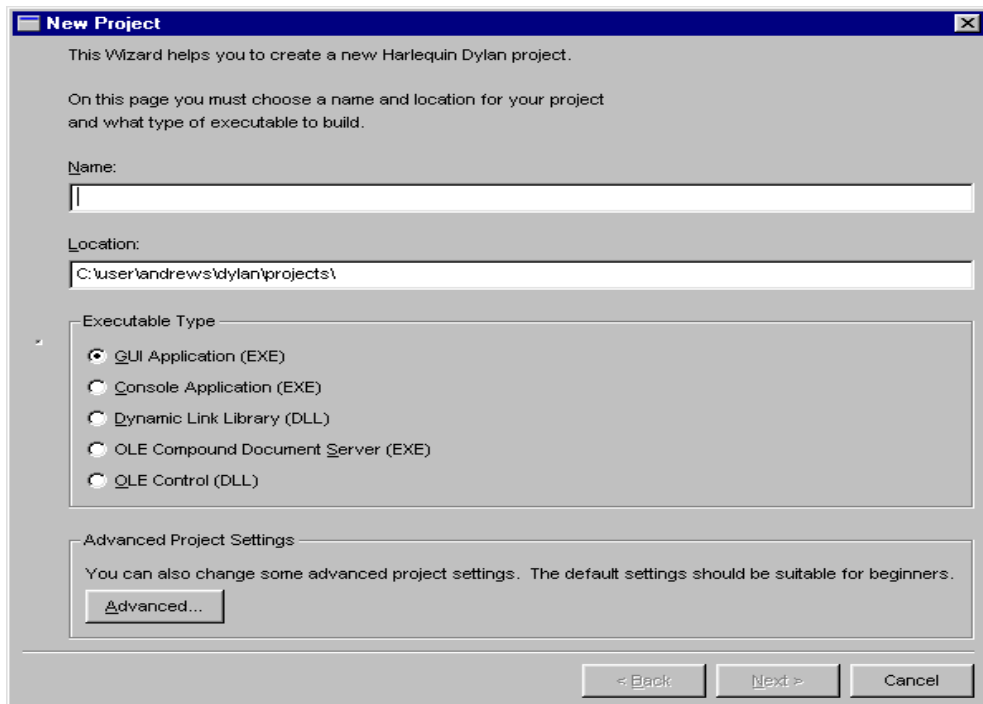 New Project
This Wizard helps you to create a new Harlequin Dylan project.
On this page you must choose a name and location for your project
and what type of executable to build.
Name:
Location:
C:\user\andrews\dylan\projects\
Executable Type
GUI Application (EXE)
Console Application (EXE)
Dynamic Link Library (DLL)
OLE Compound Document Server (EXE)
OLE Control (DLL)
Advanced Project Settings
You can also change some advanced project settings.  The default settings should be suitable for beginners.
Advanced...
< Back
Next >
Cancel